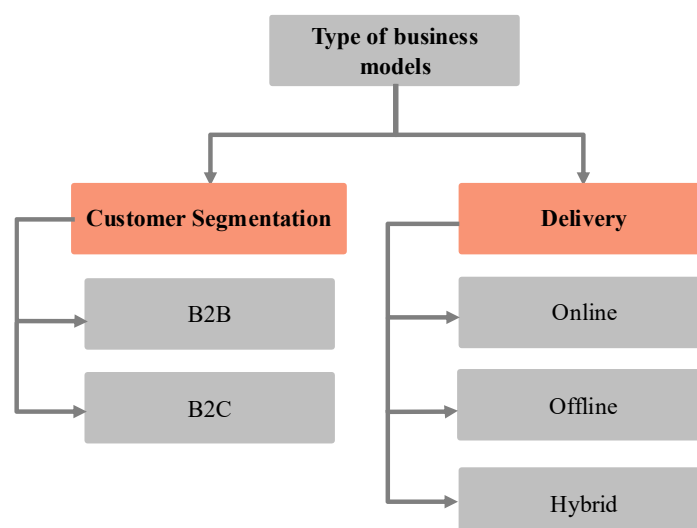 Type of business
models
Customer Segmentation
B2B
B2C
Delivery
Online
Offline
Hybrid